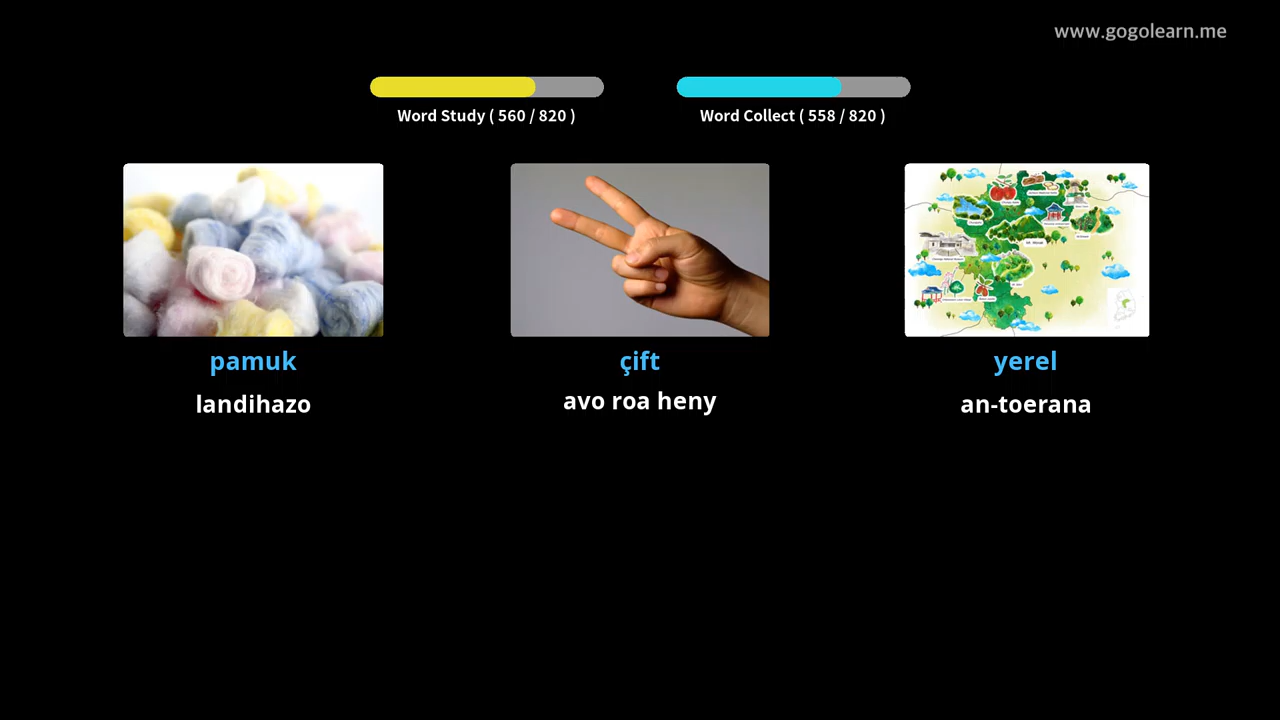 www.gogolearn.me
Word Study ( 560 / 820 )
Word Collect ( 558 / 820 )
pamuk
landihazo
çift
avo roa heny
yerel
an-toerana